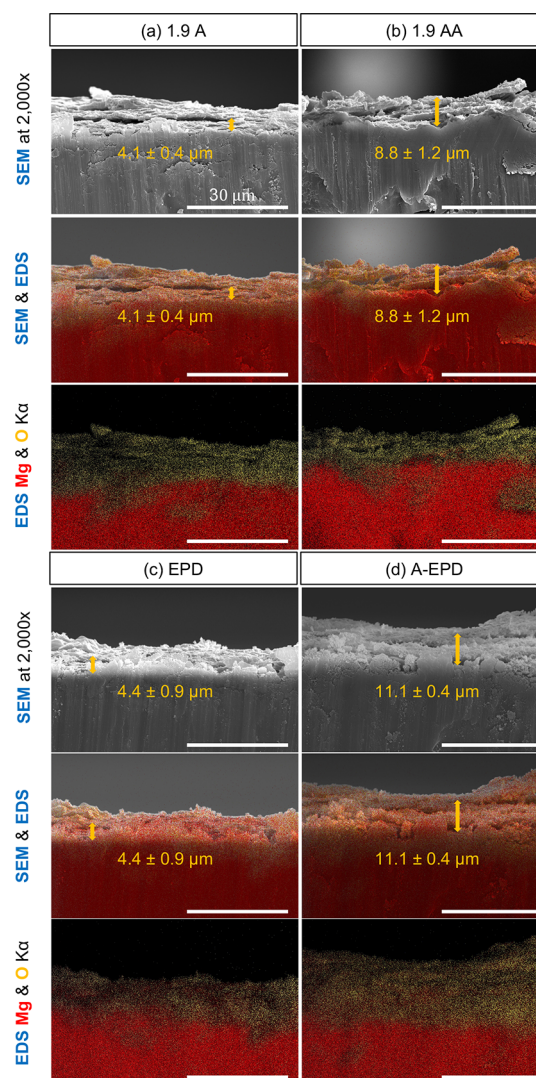 (a) 1.9 A
(b) 1.9 AA
SEM at 2,000x
4.1 ± 0.4 µm
30 µm
8.8 ± 1.2 µm
SEM & EDS
4.1 ± 0.4 µm
8.8 ± 1.2 µm
EDS Mg & O Kα
(c) EPD
(d) A-EPD
SEM at 2,000x
4.4 ± 0.9 µm
11.1 ± 0.4 µm
SEM & EDS
4.4 ± 0.9 µm
11.1 ± 0.4 µm
EDS Mg & O Kα